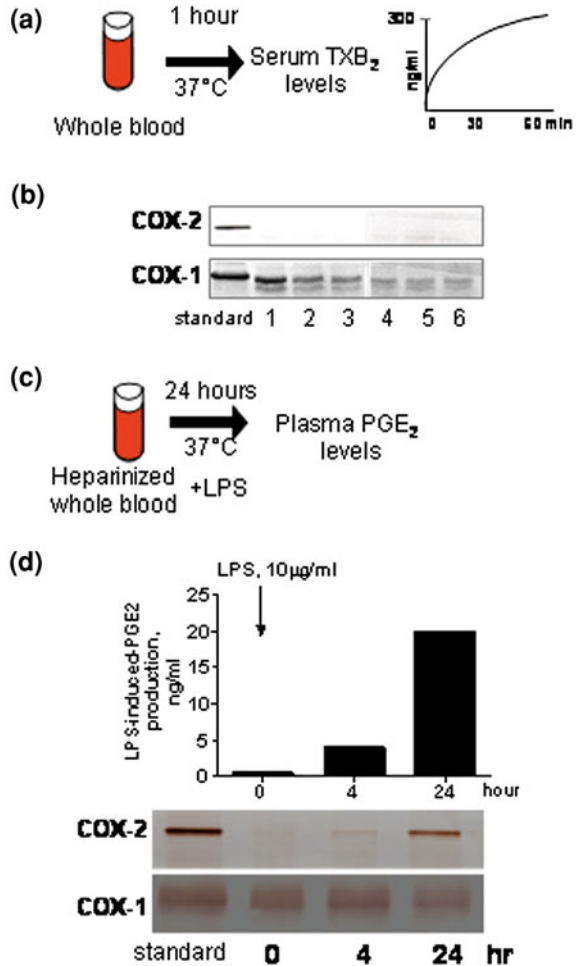 (a)
1 hour
37°C
Whole blood
Serum TXB₂
levels
300
ng/ml
0 30 60 min
(b)
COX-2
COX-1
standard 1 2 3 4 5 6
(c)
24 hours
37°C
+LPS
Heparinized
whole blood
Plasma PGE₂
levels
(d)
LPS, 10µg/ml
LPS-induced-PGE2
production,
ng/ml
25
20
15
10
5
0
0 4 24 hour
COX-2
COX-1
standard 0 4 24 hr